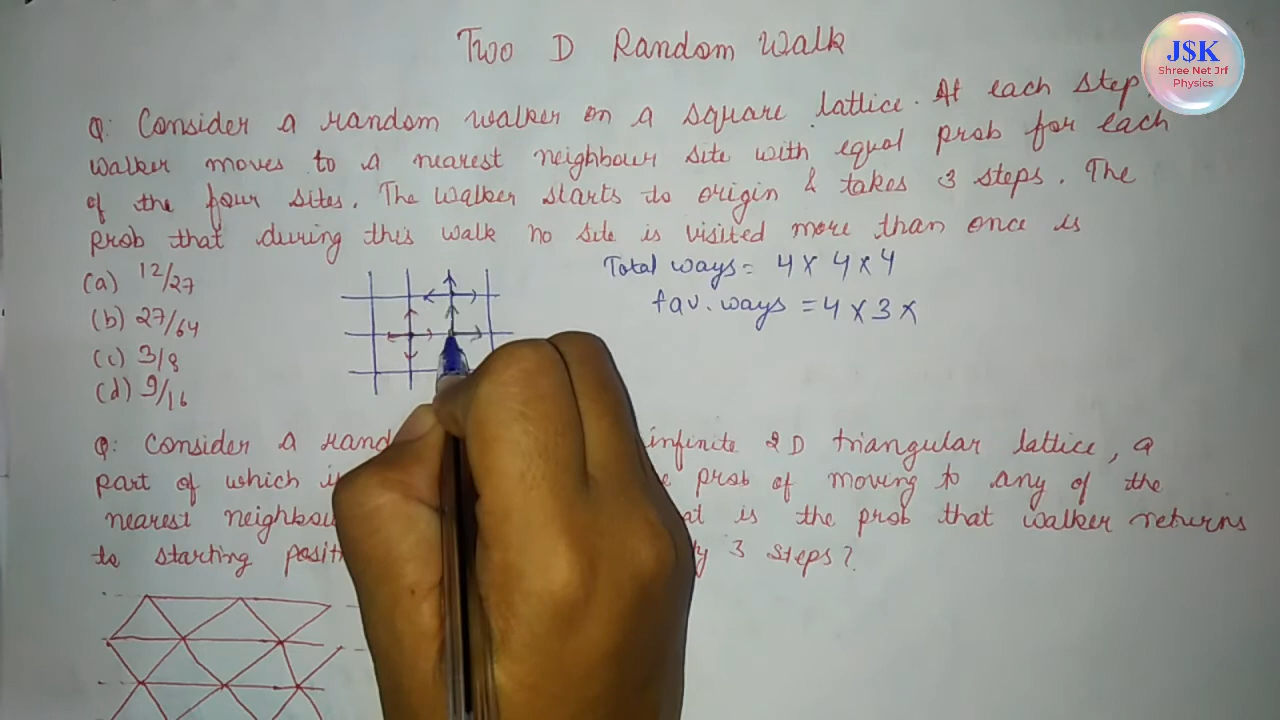 Two D Random Walk
J$K
Shree Net Jrf
Physics
Q: Consider a random walker on a square lattice. At each step,
walker moves to a nearest neighbour site with equal prob for each
of the four sites. The walker starts to origin & takes 3 steps. The
prob that during this walk no site is visited more than once is
(a) 12/27
(b) 27/64
(c) 3/8
(d) 9/16
Total ways = 4 x 4 x 4
fav. ways = 4 x 3 x
Q: Consider a infinite 2D triangular lattice, a
part of which prob of moving to any of the
nearest is the prob that walker returns
to starting 3 steps?